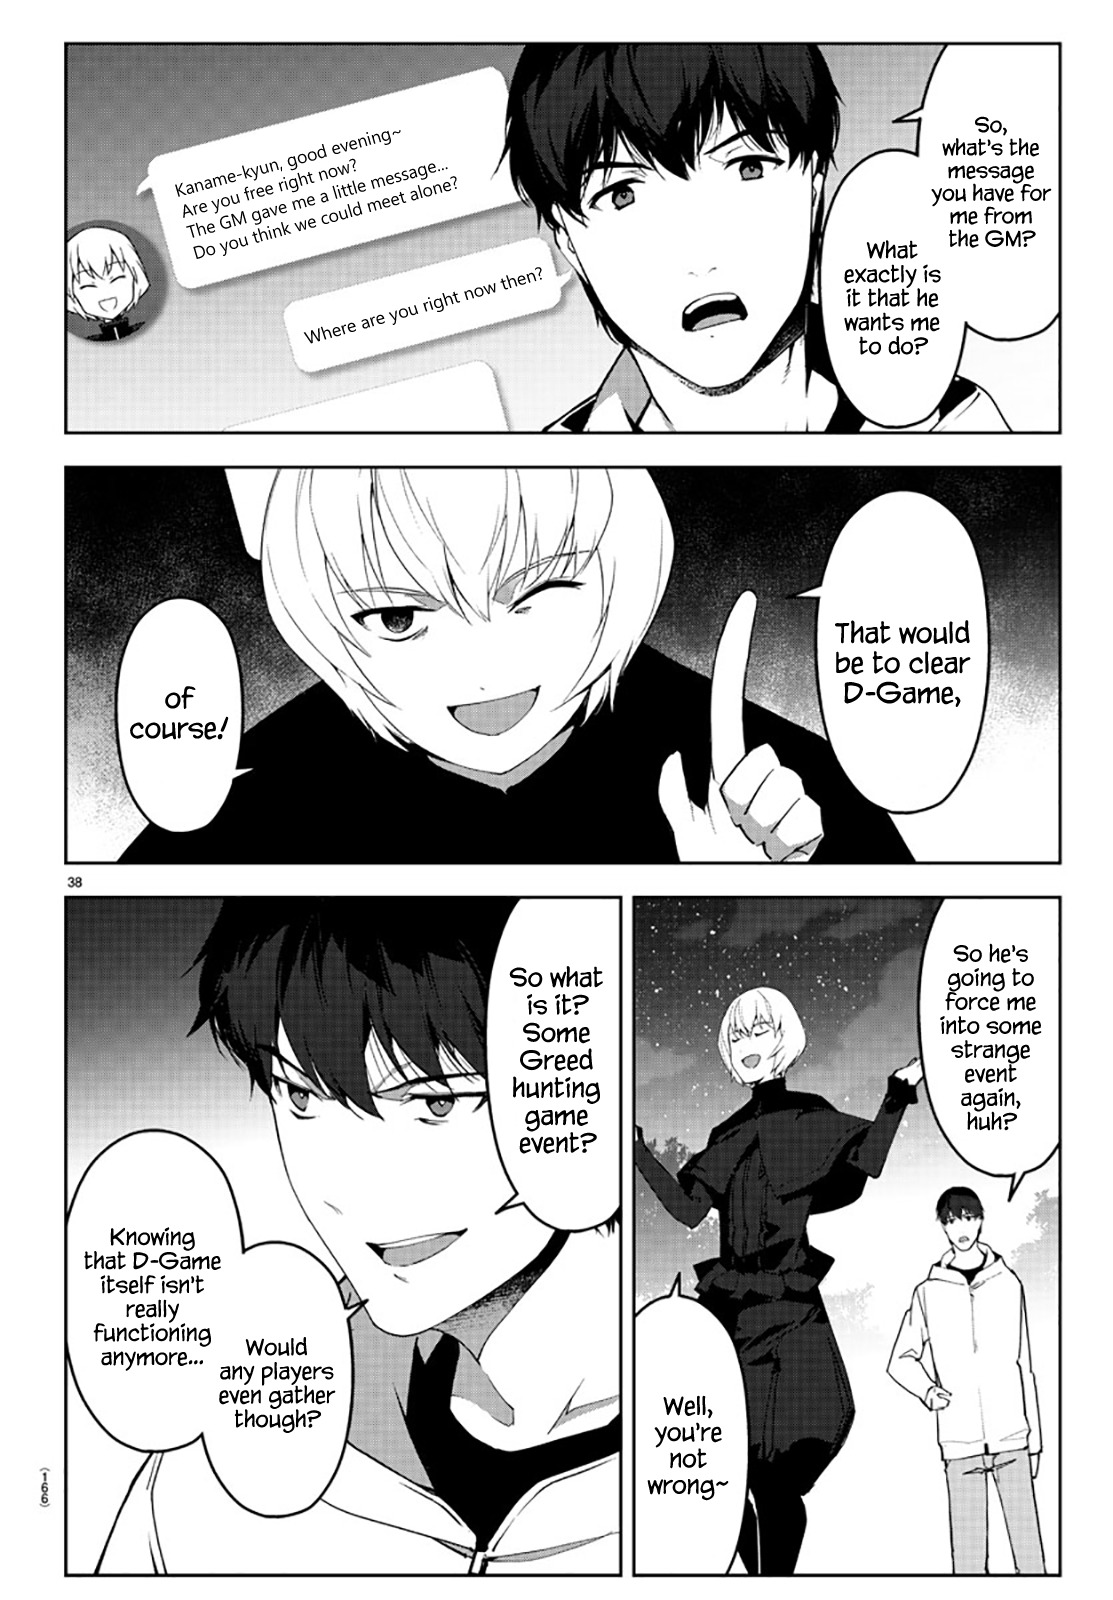 So,
what's the
message
you have for
me from
the GM?
What
exactly is
it that he
wants me
to do?
Kaname-kyun, good evening~
Are you free right now?
The GM gave me a little message...
Do you think we could meet alone?
Where are you right now then?
That would
be to clear
D-Game,
of
course!
38
So he's
going to
force me
into some
strange
event
again,
huh?
Well,
you're
not
wrong~
So what
is it?
Some
Greed
hunting
game
event?
Would
any players
even gather
though?
Knowing
that D-Game
itself isn't
really
functioning
anymore...
(166)